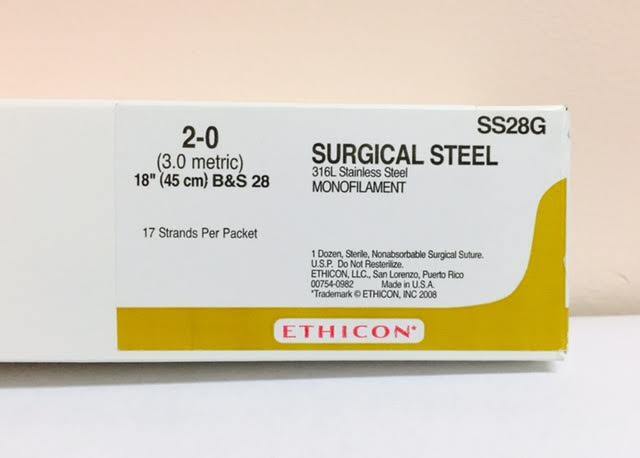 SS28G
2-0
(3.0 metric)
18" (45 cm) B&S 28
17 Strands Per Packet
SURGICAL STEEL
316L Stainless Steel
MONOFILAMENT
1 Dozen, Sterile, Nonabsorbable Surgical Suture.
U.S.P. Do Not Resterilize.
ETHICON, LLC., San Lorenzo, Puerto Rico
00754-0982 Made in U.S.A.
*Trademark © ETHICON, INC 2008
ETHICON*